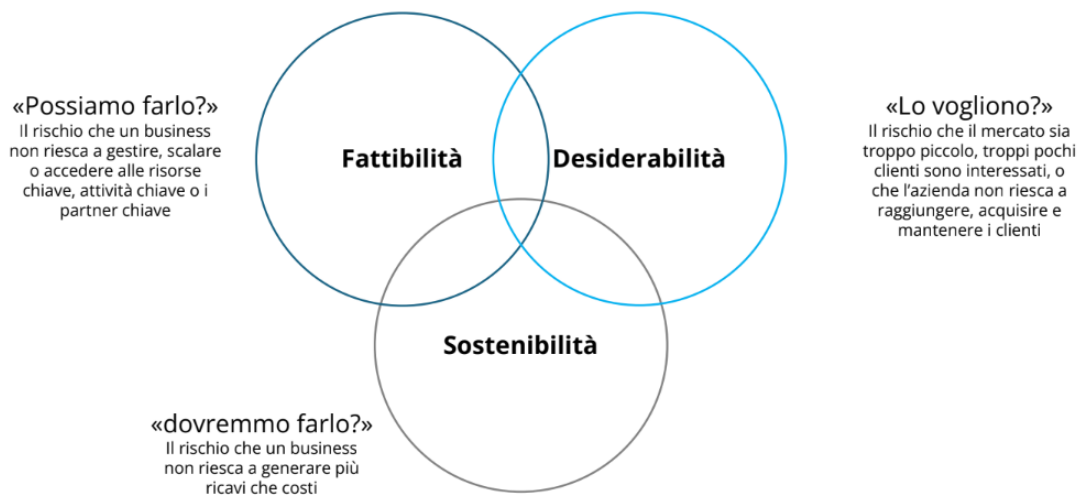 «Possiamo farlo?»
Il rischio che un business
non riesca a gestire, scalare
o accedere alle risorse
chiave, attività chiave o i
partner chiave
Fattibilità
Desiderabilità
«Lo vogliono?»
Il rischio che il mercato sia
troppo piccolo, troppi pochi
clienti sono interessati, o
che l’azienda non riesca a
raggiungere, acquisire e
mantenere i clienti
Sostenibilità
«dovremmo farlo?»
Il rischio che un business
non riesca a generare più
ricavi che costi